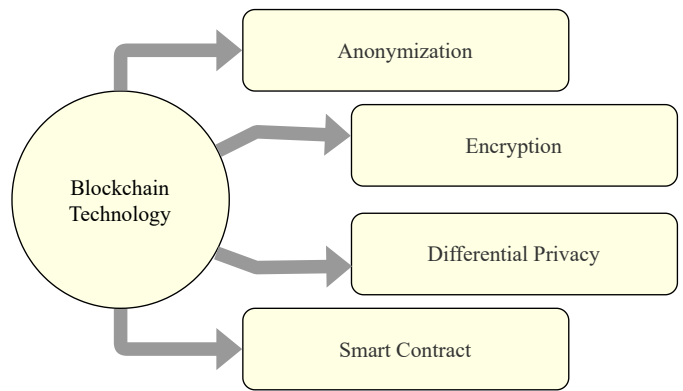 Anonymization
Encryption
Blockchain
Technology
Differential Privacy
Smart Contract